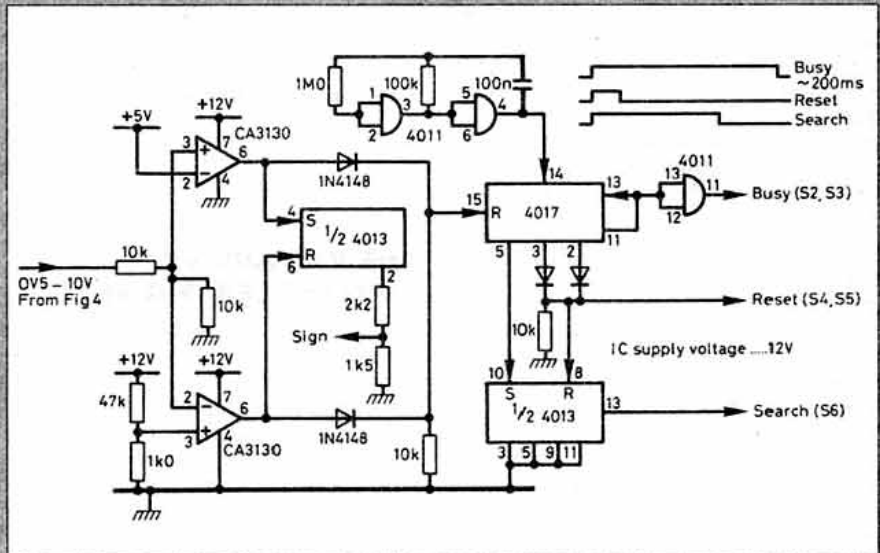 1M0
100k
100n
1
2
3
4011
5
6
4
Busy
~200ms
Reset
Search
+5V
+12V
CA3130
3
+
7
6
2
−
4
1N4148
14
15
R
4017
13
11
5
3
2
4011
13
12
11
Busy (S2, S3)
4
S
1/2 4013
R
6
2
10k
0V5 – 10V
From Fig 4
10k
2k2
Sign
1k5
10k
Reset (S4, S5)
IC supply voltage .....12V
+12V
+12V
47k
2
−
7
6
3
+
4
1k0
CA3130
1N4148
10k
10
S
8
R
1/2 4013
13
Search (S6)
3
5
9
11